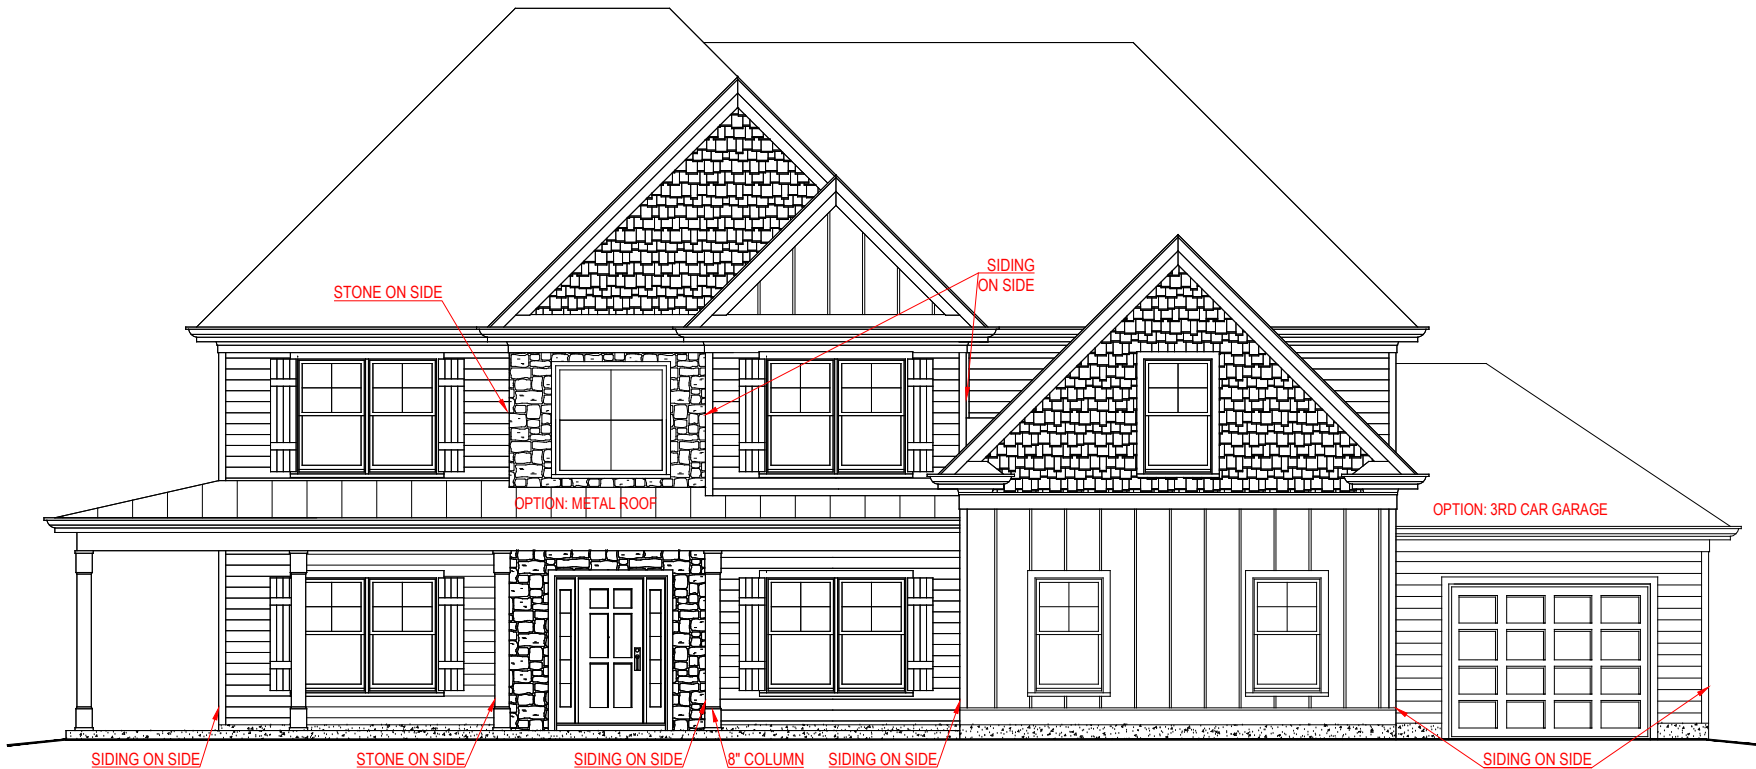 SIDING
ON SIDE
STONE ON SIDE
OPTION: METAL ROOF
OPTION: 3RD CAR GARAGE
SIDING ON SIDE
STONE ON SIDE
SIDING ON SIDE
8" COLUMN
SIDING ON SIDE
SIDING ON SIDE